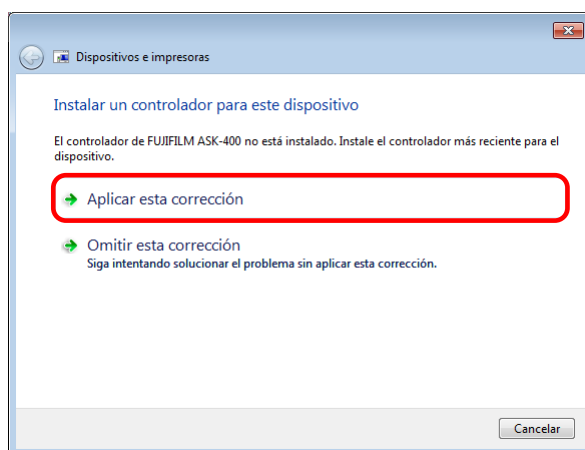 Dispositivos e impresoras
Instalar un controlador para este dispositivo
El controlador de FUJIFILM ASK-400 no está instalado. Instale el controlador más reciente para el
dispositivo.
Aplicar esta corrección
Omitir esta corrección
Siga intentando solucionar el problema sin aplicar esta corrección.
Cancelar